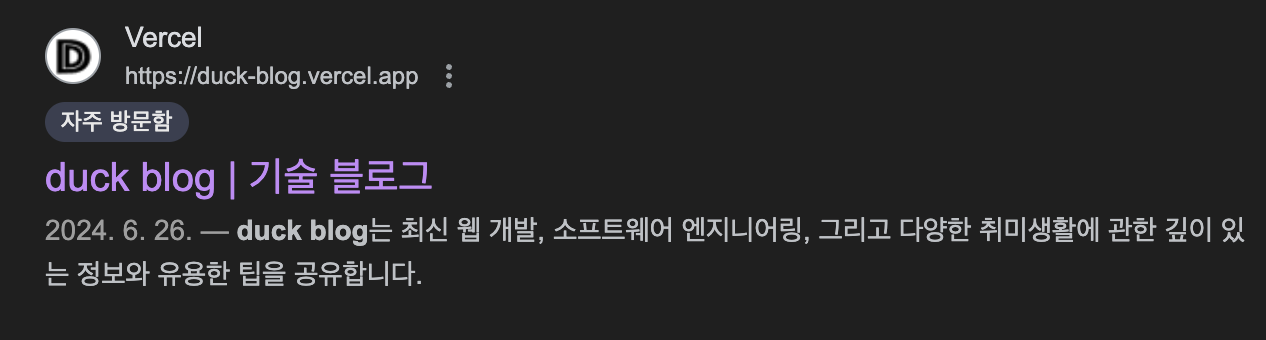 D
Vercel
https://duck-blog.vercel.app
자주 방문함
duck blog | 기술 블로그
2024. 6. 26. — duck blog는 최신 웹 개발, 소프트웨어 엔지니어링, 그리고 다양한 취미생활에 관한 깊이 있
는 정보와 유용한 팁을 공유합니다.